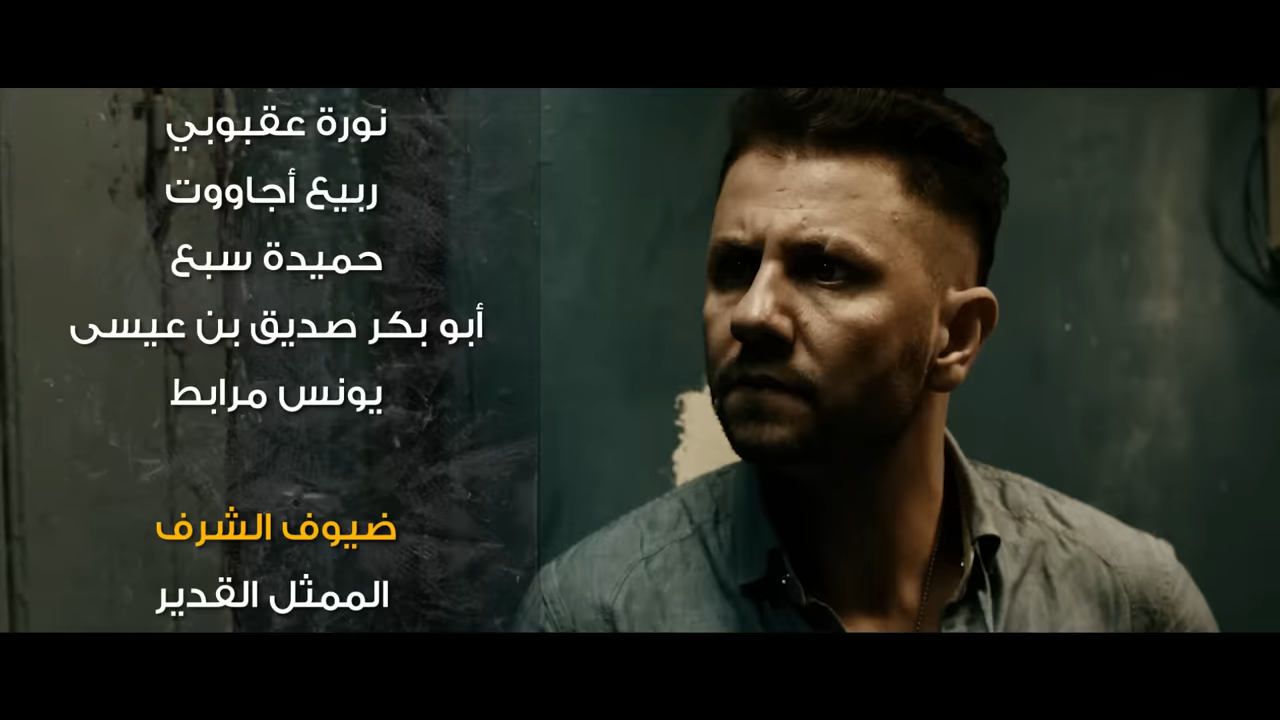 نورة عقبوبي
ربيع أجاووت
حميدة سبع
أبو بكر صديق بن عيسى
يونس مرابط
ضيوف الشرف
الممثل القدير